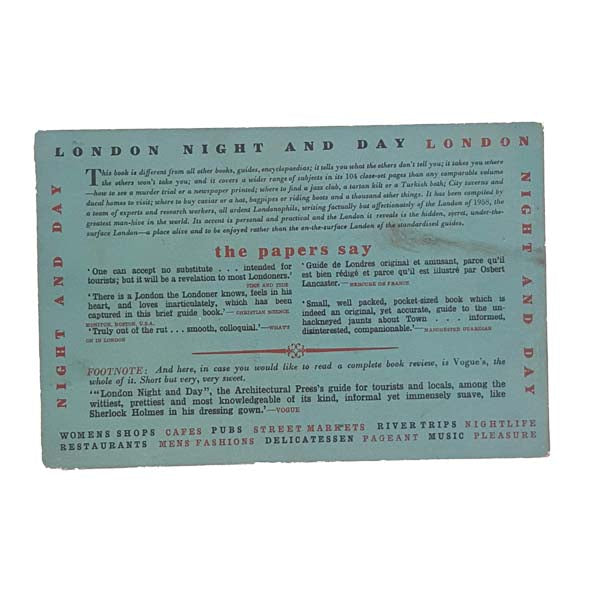 LONDON NIGHT AND DAY LONDON
NIGHT AND DAY
NIGHT AND DAY
This book is different from all other books, guides, encyclopaedias; it tells you what the others don't tell you; it takes you where
the others won't take you; and it covers a wider range of subjects in its 104 close-set pages than any comparable volume
—how to see a murder trial or a newspaper printed; where to find a jazz club, a tartan kilt or a Turkish bath; City taverns and
ducal homes to visit; where to buy caviar or a hat, bagpipes or riding boots and a thousand other things. It has been compiled by
a team of experts and research workers, all ardent Londonophils, writing factually but affectionately of the London of 1958, the
greatest man-hive in the world. Its accent is personal and practical and the London it reveals is the hidden, secret, under-the-
surface London—a place alive and to be enjoyed rather than the on-the-surface London of the standardised guides.
the papers say
'One can accept no substitute . . . intended for
tourists; but it will be a revelation to most Londoners.'
TIME AND TIDE
'There is a London the Londoner knows, feels in his
heart, and loves inarticulately, which has been
captured in this brief guide book.'— CHRISTIAN SCIENCE
MONITOR, BOSTON, U.S.A.
'Truly out of the rut . . . smooth, colloquial.'—WHAT'S
ON IN LONDON
'Guide de Londres original et amusant, parce qu'il
est bien rédigé et parce qu'il est illustré par Osbert
Lancaster.— MERCURE DE FRANCE
'Small, well packed, pocket-sized book which is
indeed an original, yet accurate, guide to the un-
hackneyed jaunts about Town . . . informed,
disinterested, companionable.'—MANCHESTER GUARDIAN
FOOTNOTE: And here, in case you would like to read a complete book review, is Vogue's, the
whole of it. Short but very, very sweet.
'"London Night and Day", the Architectural Press's guide for tourists and locals, among the
wittiest, prettiest and most knowledgeable of its kind, informal yet immensely suave, like
Sherlock Holmes in his dressing gown.'—VOGUE
WOMENS SHOPS CAFES PUBS STREET MARKETS RIVER TRIPS NIGHTLIFE
RESTAURANTS MENS FASHIONS DELICATESSEN PAGEANT MUSIC PLEASURE